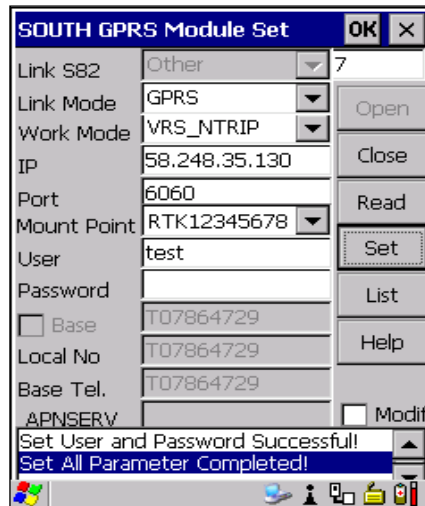 SOUTH GPRS Module Set OK ×
Link S82 Other 7
Link Mode GPRS Open
Work Mode VRS_NTRIP
IP 58.248.35.130 Close
Port 6060 Read
Mount Point RTK12345678
User test Set
Password List
Base T07864729
Local No T07864729 Help
Base Tel. T07864729
APNSERV Modif
Set User and Password Successful!
Set All Parameter Completed!